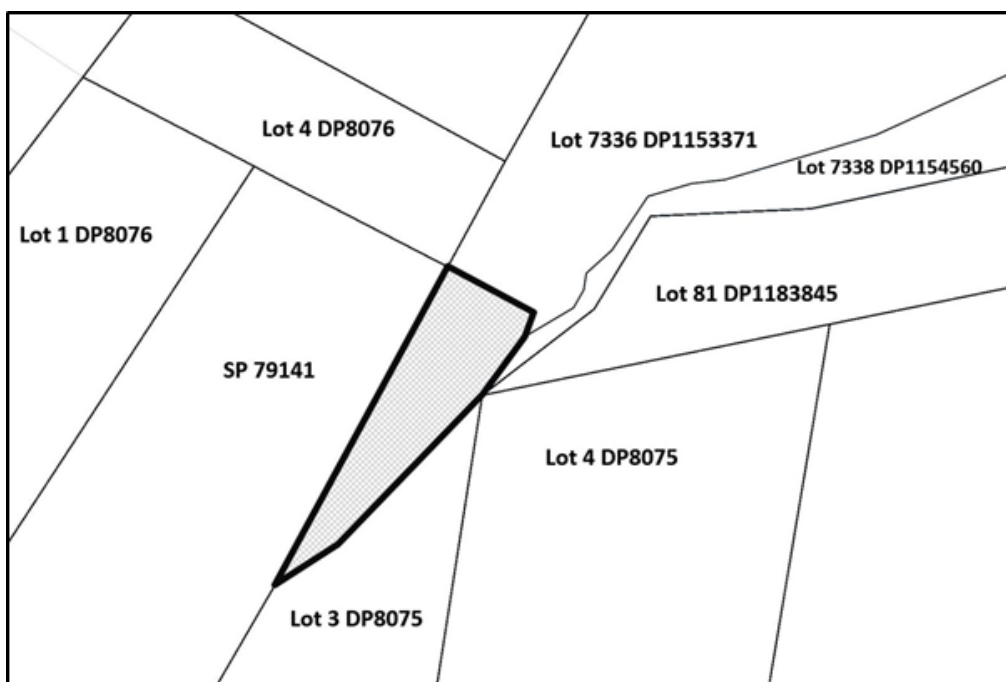 Lot 4 DP8076
Lot 7336 DP1153371
Lot 7338 DP1154560
Lot 1 DP8076
Lot 81 DP1183845
SP 79141
Lot 4 DP8075
Lot 3 DP8075